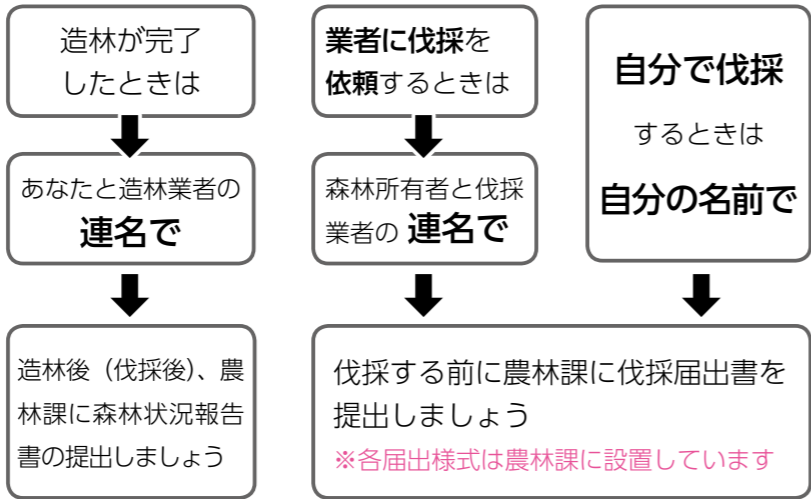 造林が完了
したときは
あなたと造林業者の
連名で
造林後（伐採後）、農
林課に森林状況報告
書の提出しましょう
業者に伐採を
依頼するときは
森林所有者と伐採
業者の 連名で
自分で伐採
するときは
自分の名前で
伐採する前に農林課に伐採届出書を
提出しましょう
※各届出様式は農林課に設置しています